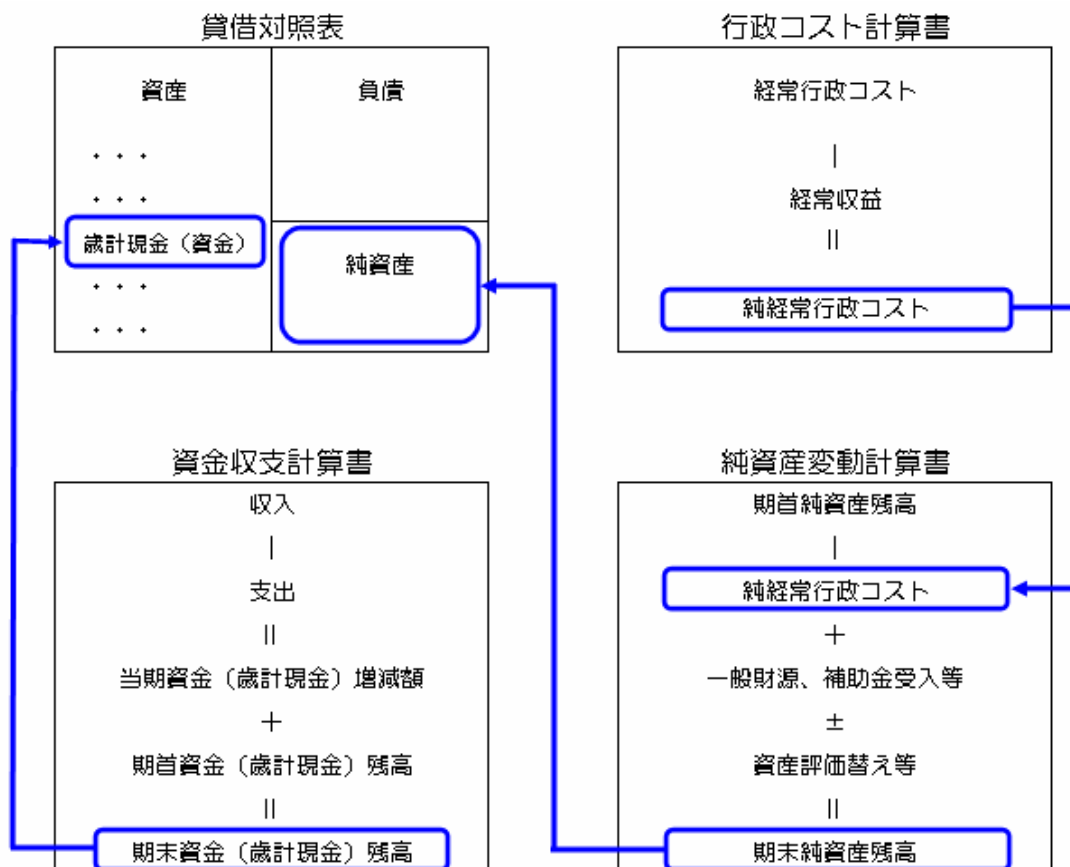 貸借対照表
資産
負債
・・・
・・・
歳計現金（資金）
純資産
・・・
・・・
行政コスト計算書
経常行政コスト
｜
経常収益
||
純経常行政コスト
資金収支計算書
収入
｜
支出
||
当期資金（歳計現金）増減額
＋
期首資金（歳計現金）残高
||
期末資金（歳計現金）残高
純資産変動計算書
期首純資産残高
｜
純経常行政コスト
＋
一般財源、補助金受入等
±
資産評価替え等
||
期末純資産残高